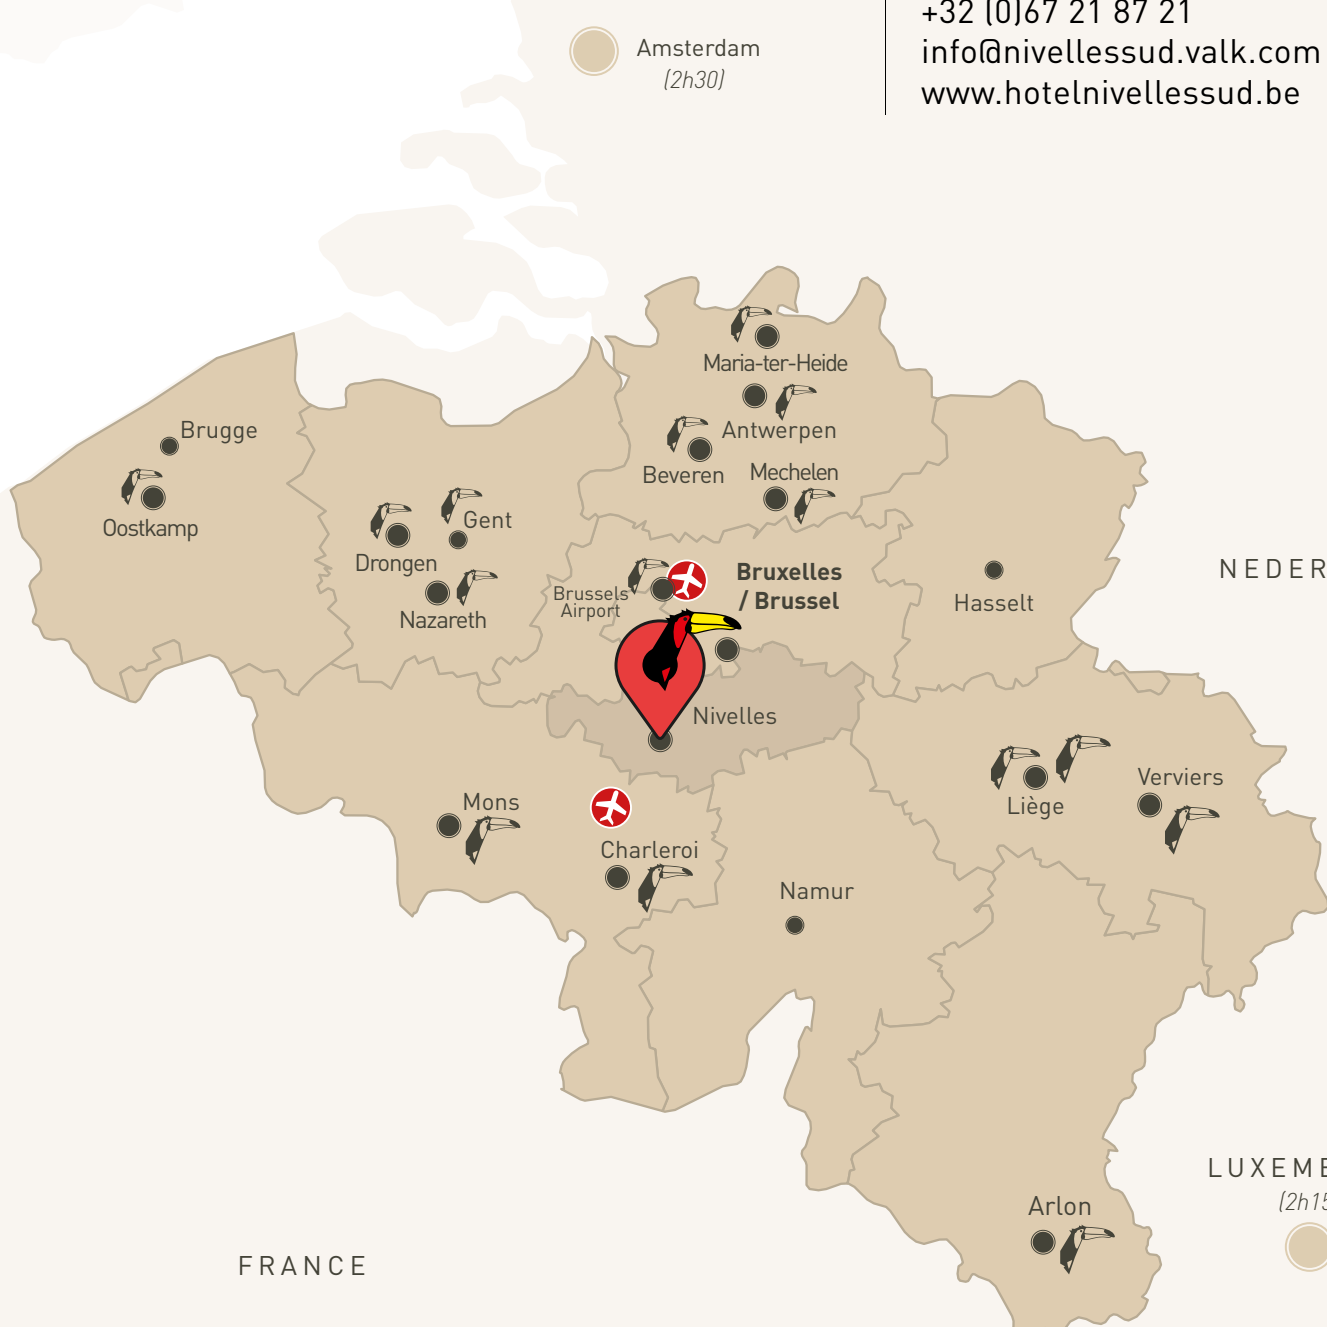 +32 (0)67 21 87 21
info@nivellessud.valk.com
www.hotelnivellessud.be
Amsterdam
(2h30)
Maria-ter-Heide
Antwerpen
Beveren
Mechelen
Brugge
Oostkamp
Gent
Drongen
Nazareth
Brussels
Airport
Bruxelles
/ Brussel
Hasselt
NEDER
Nivelles
Mons
Charleroi
Namur
Liège
Verviers
LUXEME
(2h15
Arlon
FRANCE